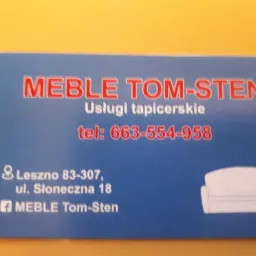 MEBLE TOM-STEN
Usługi tapicerskie
tel: 663-554-958
Leszno 83-307,
ul. Słoneczna 18
MEBLE Tom-Sten